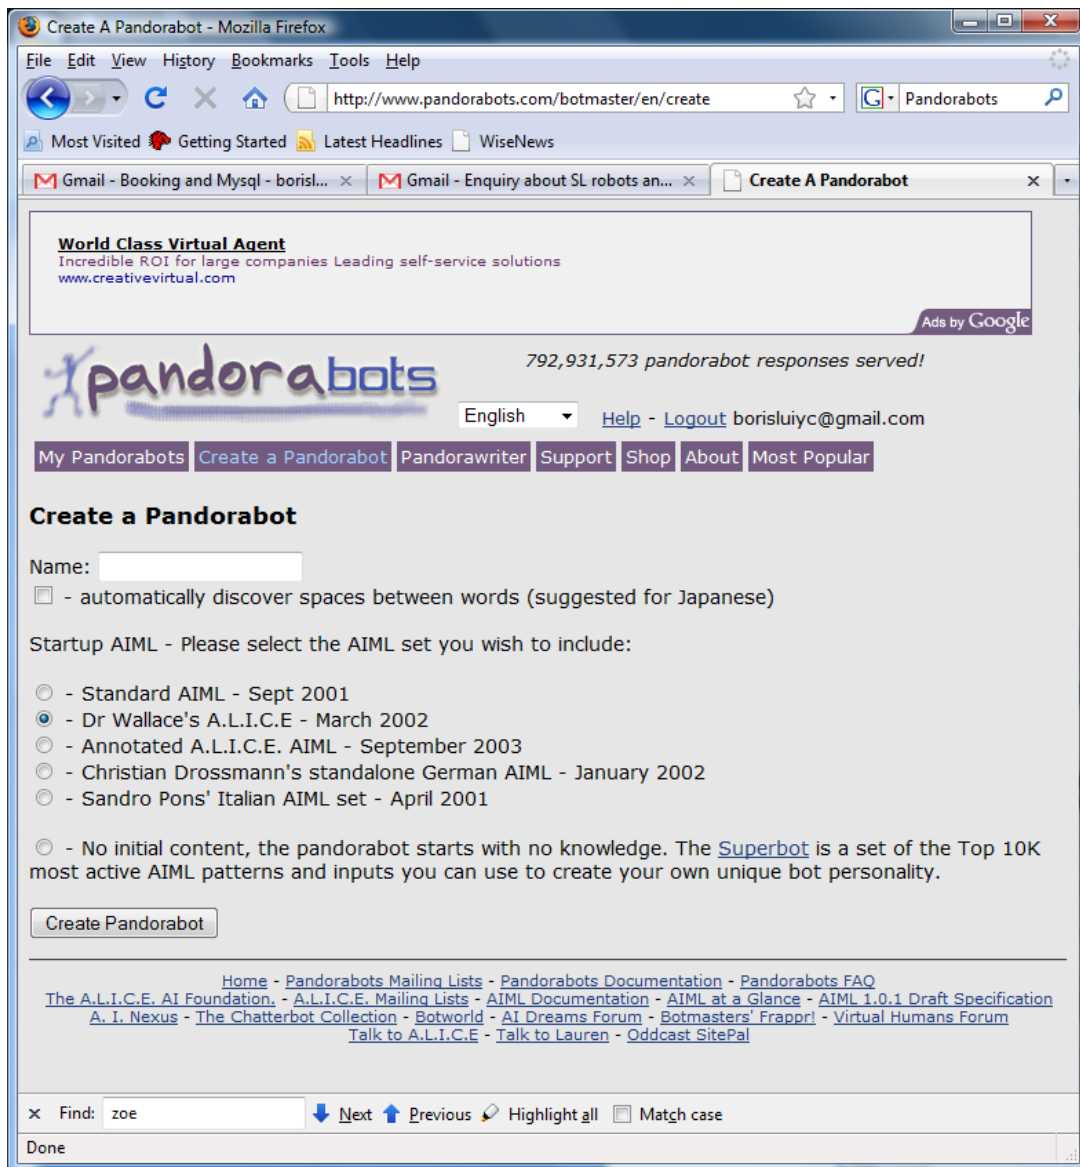 Create A Pandorabot - Mozilla Firefox
File Edit View History Bookmarks Tools Help
http://www.pandorabots.com/botmaster/en/create G Pandorabots
Most Visited Getting Started Latest Headlines WiseNews
Gmail - Booking and Mysql - borisl... Gmail - Enquiry about SL robots an... Create A Pandorabot
World Class Virtual Agent
Incredible ROI for large companies Leading self-service solutions
www.creativevirtual.com
Ads by Google
pandorabots
792,931,573 pandorabot responses served!
English Help - Logout borisluiyc@gmail.com
My Pandorabots Create a Pandorabot Pandorawriter Support Shop About Most Popular
Create a Pandorabot
Name:
- automatically discover spaces between words (suggested for Japanese)
Startup AIML - Please select the AIML set you wish to include:
- Standard AIML - Sept 2001
- Dr Wallace's A.L.I.C.E - March 2002
- Annotated A.L.I.C.E. AIML - September 2003
- Christian Drossmann's standalone German AIML - January 2002
- Sandro Pons' Italian AIML set - April 2001
- No initial content, the pandorabot starts with no knowledge. The Superbot is a set of the Top 10K
most active AIML patterns and inputs you can use to create your own unique bot personality.
Create Pandorabot
Home - Pandorabots Mailing Lists - Pandorabots Documentation - Pandorabots FAQ
The A.L.I.C.E. AI Foundation. - A.L.I.C.E. Mailing Lists - AIML Documentation - AIML at a Glance - AIML 1.0.1 Draft Specification
A. I. Nexus - The Chatterbot Collection - Botworld - AI Dreams Forum - Botmasters' Frappr! - Virtual Humans Forum
Talk to A.L.I.C.E - Talk to Lauren - Oddcast SitePal
x Find: zoe Next Previous Highlight all Match case
Done